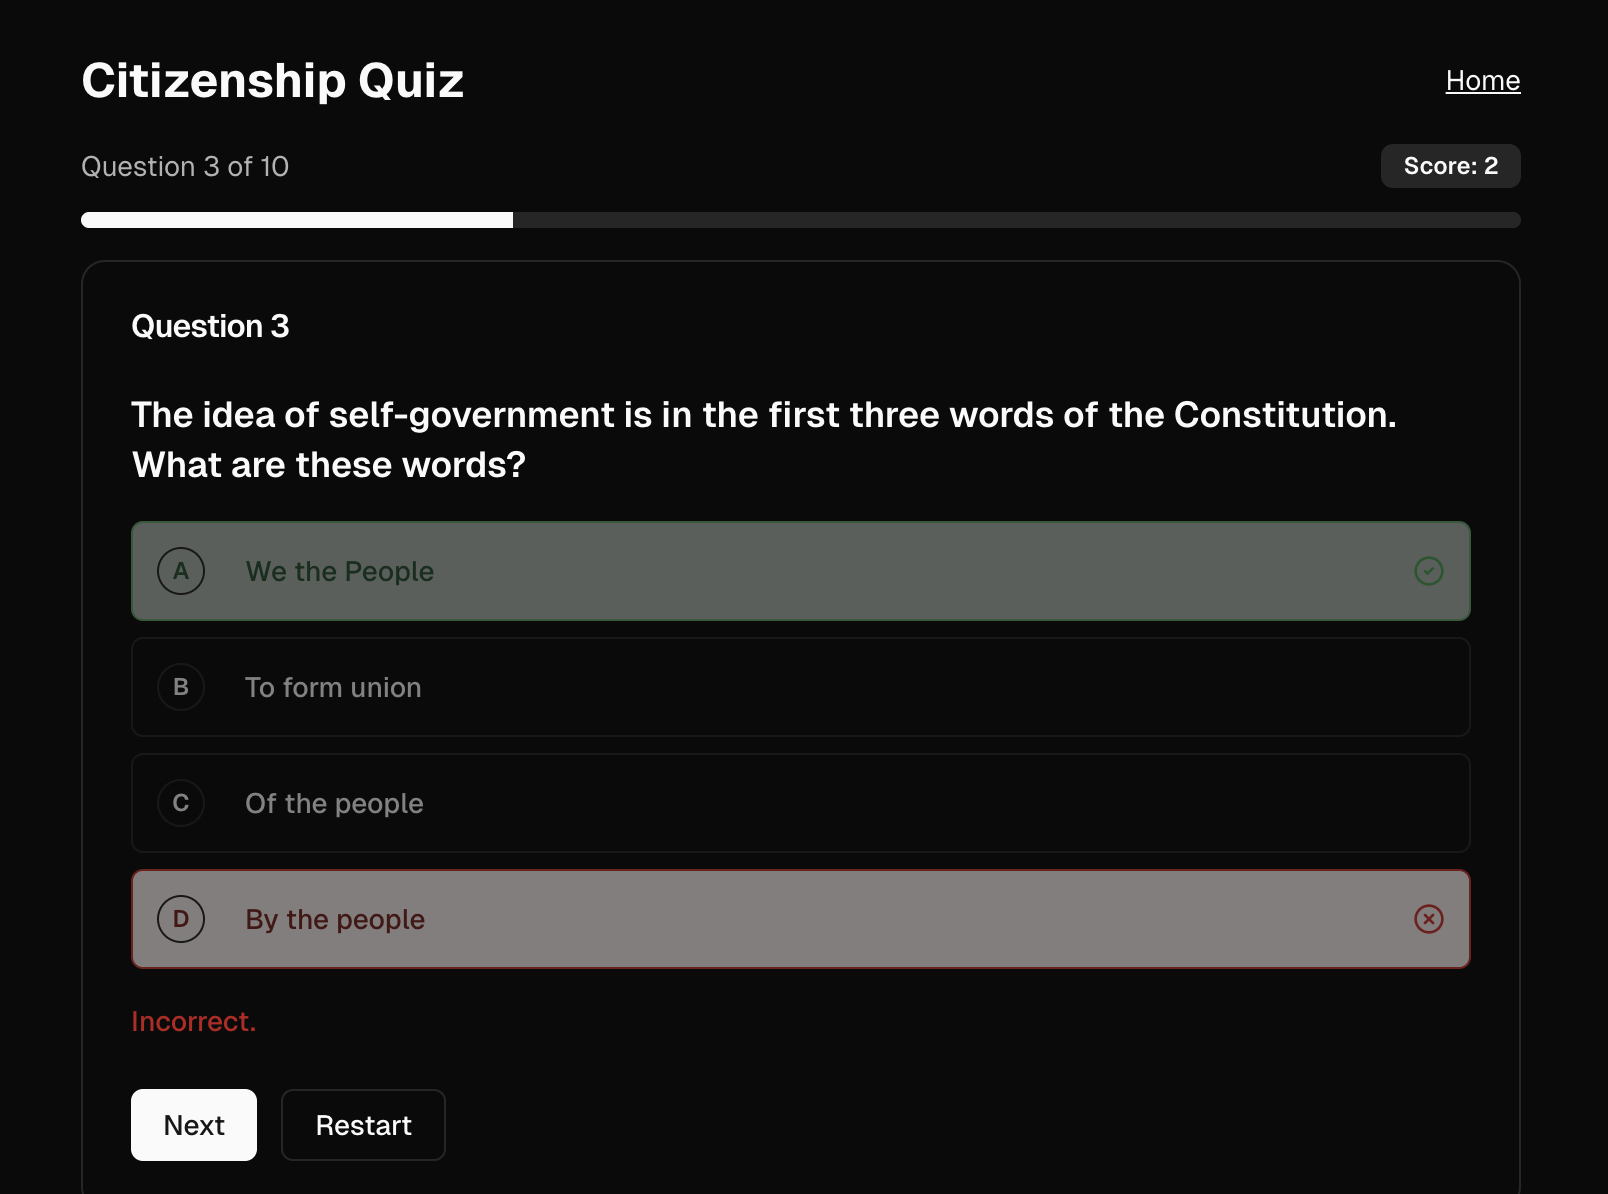 Citizenship Quiz
Home
Question 3 of 10
Score: 2
Question 3
The idea of self-government is in the first three words of the Constitution.
What are these words?
A We the People
B To form union
C Of the people
D By the people
Incorrect.
Next
Restart